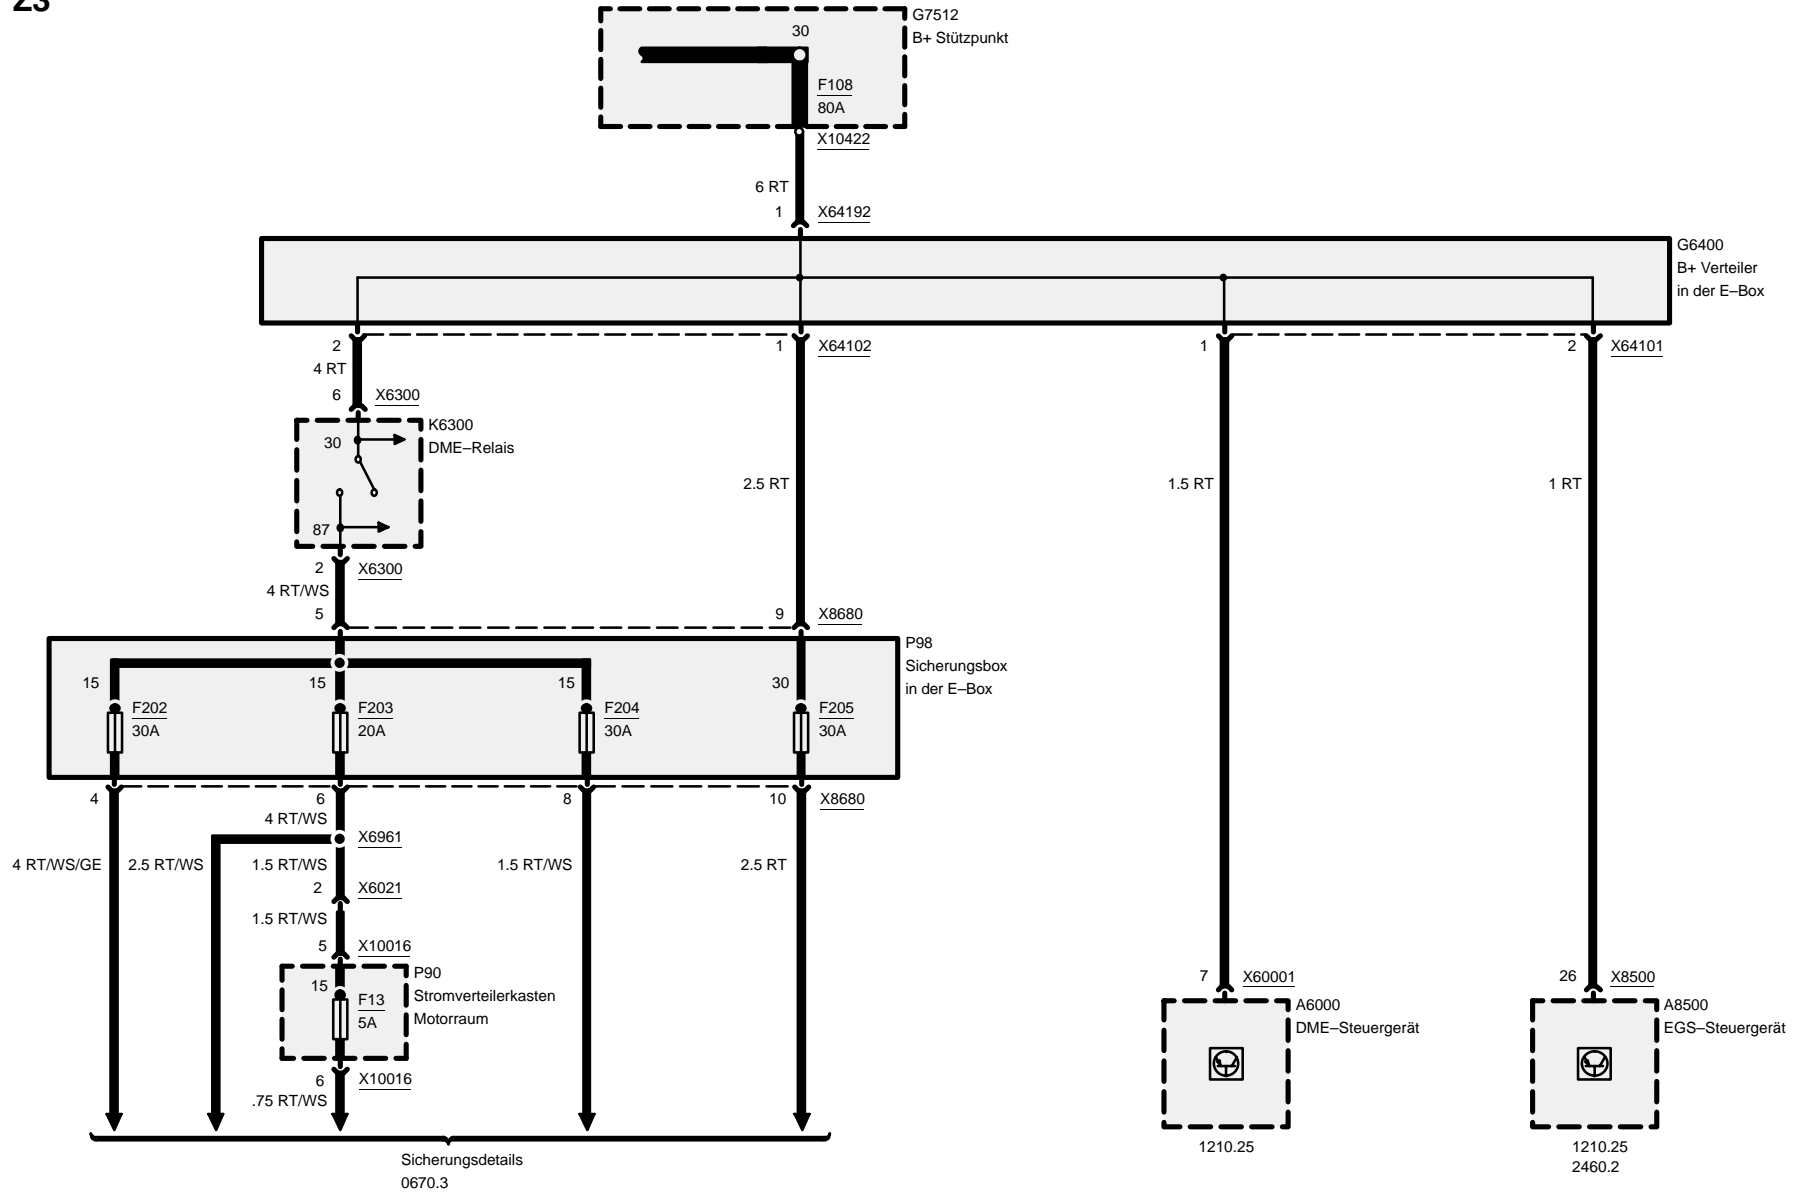 Z3
G7512
B+ Stützpunkt
30
F108
80A
X10422
6 RT
1 X64192
G6400
B+ Verteiler
in der E–Box
2
1 X64102
1
2 X64101
4 RT
6 X6300
K6300
DME–Relais
30
87
2.5 RT
1.5 RT
1 RT
2 X6300
4 RT/WS
5
9 X8680
P98
Sicherungsbox
in der E–Box
15
15
15
30
F202
30A
F203
20A
F204
30A
F205
30A
4
6
8
10 X8680
4 RT/WS
X6961
4 RT/WS/GE
2.5 RT/WS
1.5 RT/WS
1.5 RT/WS
2.5 RT
2 X6021
1.5 RT/WS
5 X10016
P90
Stromverteilerkasten
Motorraum
15
F13
5A
6 X10016
.75 RT/WS
7 X60001
A6000
DME–Steuergerät
1210.25
26 X8500
A8500
EGS–Steuergerät
1210.25
2460.2
Sicherungsdetails
0670.3